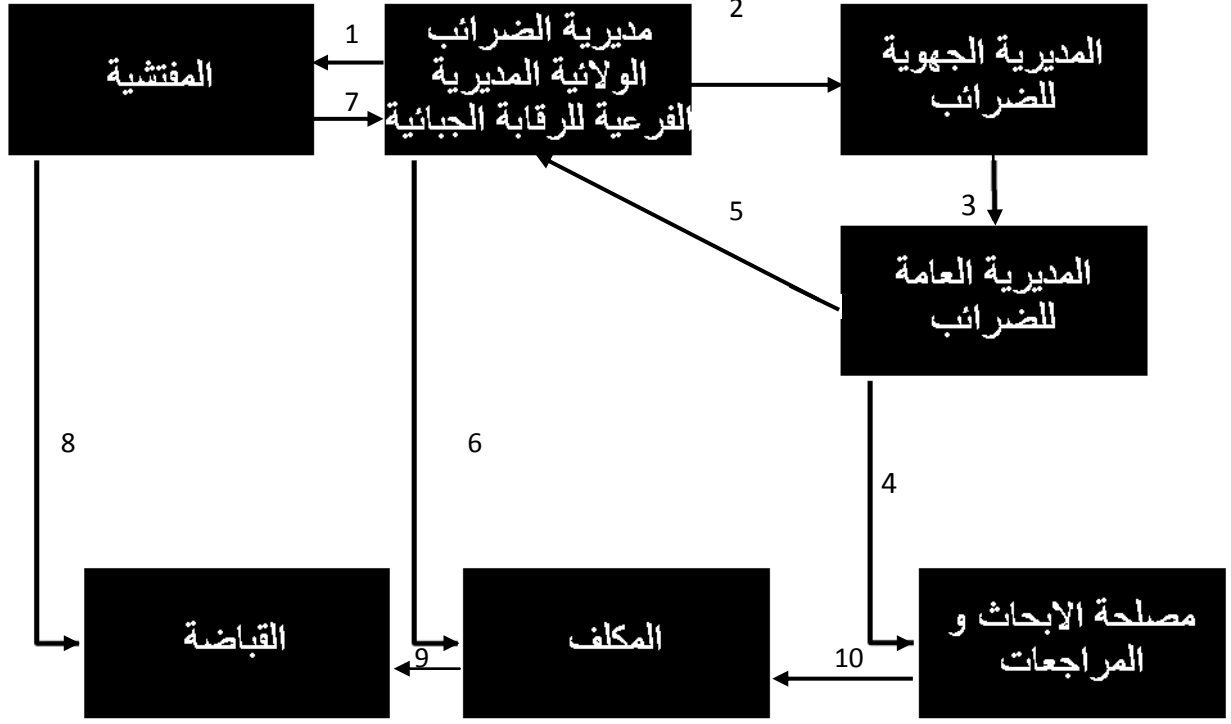 2
1
مديرية الضرائب
الولائية المديرية
الفرعية للرقابة الجبائية
المديرية الجهوية
للضرائب
المفتشية
7
3
5
المديرية العامة
للضرائب
8
6
4
مصلحة الابحاث و
المراجعات
المكلف
القباضة
10
9